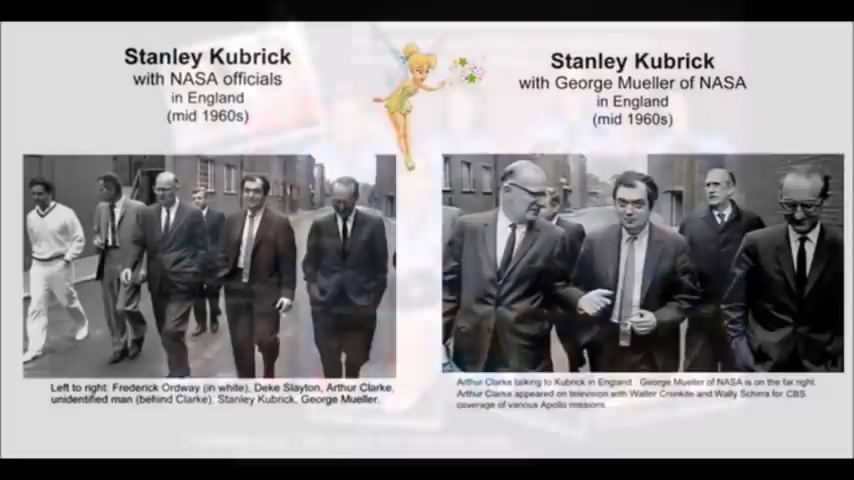 Stanley Kubrick
with NASA officials
in England
(mid 1960s)
Stanley Kubrick
with George Mueller of NASA
in England
(mid 1960s)
Left to right: Frederick Ordway (in white), Deke Slayton, Arthur Clarke,
unidentified man (behind Clarke), Stanley Kubrick, George Mueller.
Arthur Clarke talking to Kubrick in England. George Mueller of NASA is on the far right.
Arthur Clarke appeared on television with Walter Cronkite and Wally Schirra for CBS
coverage of various Apollo missions